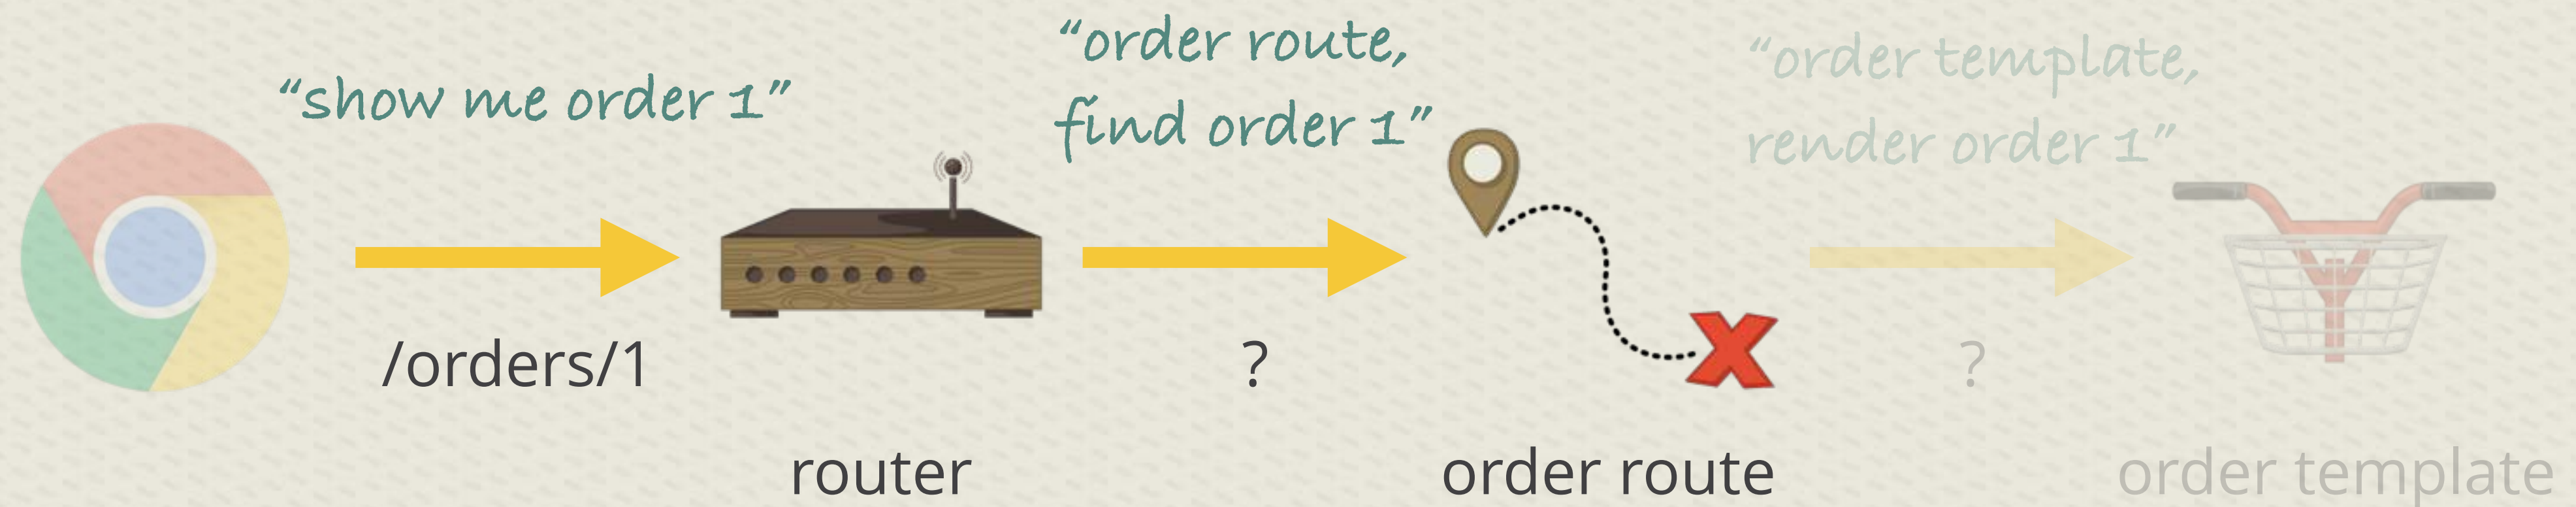 “show me order 1”
“order route,
find order 1”
“order template,
render order 1”
/orders/1
?
?
router
order route
order template